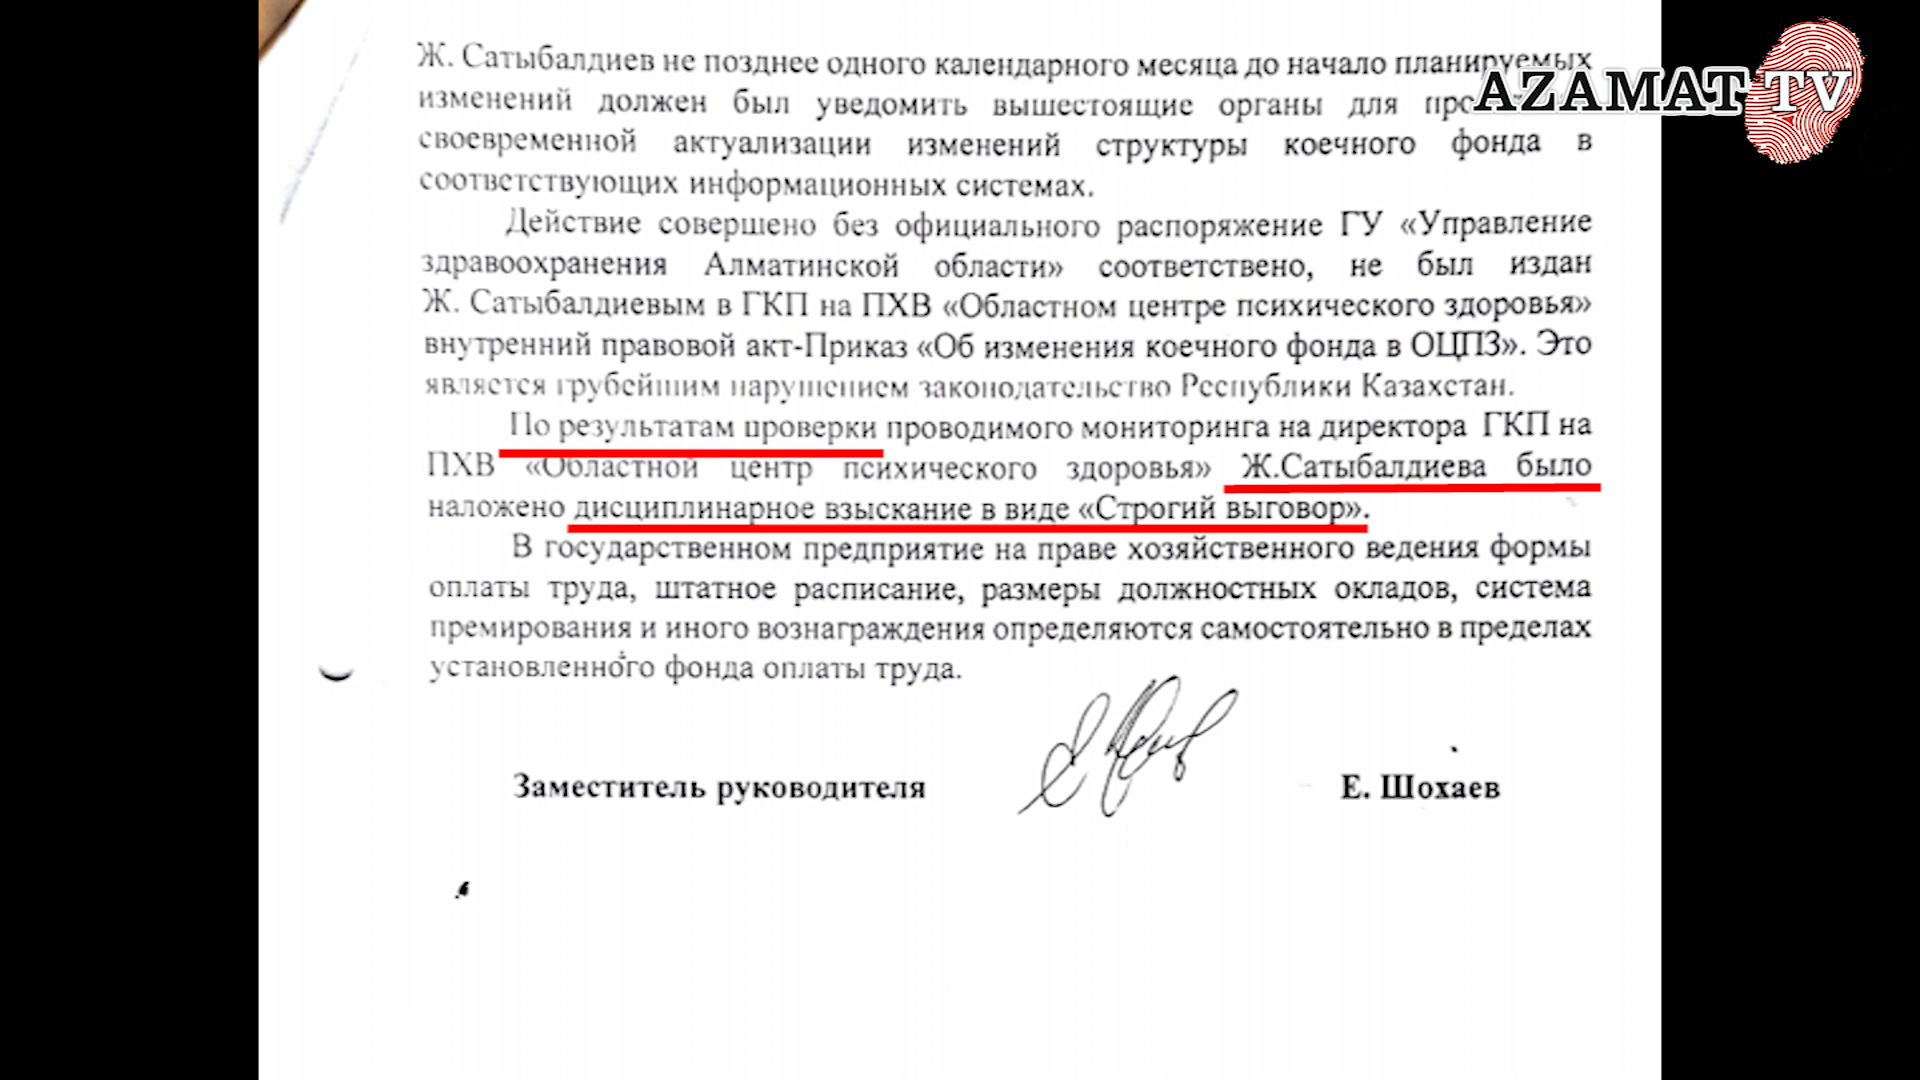 Ж. Сатыбалдиев не позднее одного календарного месяца до начало планируемых
изменений должен был уведомить вышестоящие органы для
своевременной актуализации изменений структуры коечного фонда в
соответствующих информационных системах.
Действие совершено без официального распоряжение ГУ «Управление
здравоохранения Алматинской области» соответствено, не был издан
Ж. Сатыбалдиевым в ГКП на ПХВ «Областном центре психического здоровья»
внутренний правовой акт-Приказ «Об изменения коечного фонда в ОЦПЗ». Это
является грубейшим нарушением законодательство Республики Казахстан.
По результатам проверки проводимого мониторинга на директора ГКП на
ПХВ «Областной центр психического здоровья» Ж.Сатыбалдиева было
наложено дисциплинарное взыскание в виде «Строгий выговор».
В государственном предприятие на праве хозяйственного ведения формы
оплаты труда, штатное расписание, размеры должностных окладов, система
премирования и иного вознаграждения определяются самостоятельно в пределах
установленного фонда оплаты труда.
Заместитель руководителя Е. Шохаев
AZAMAT TV